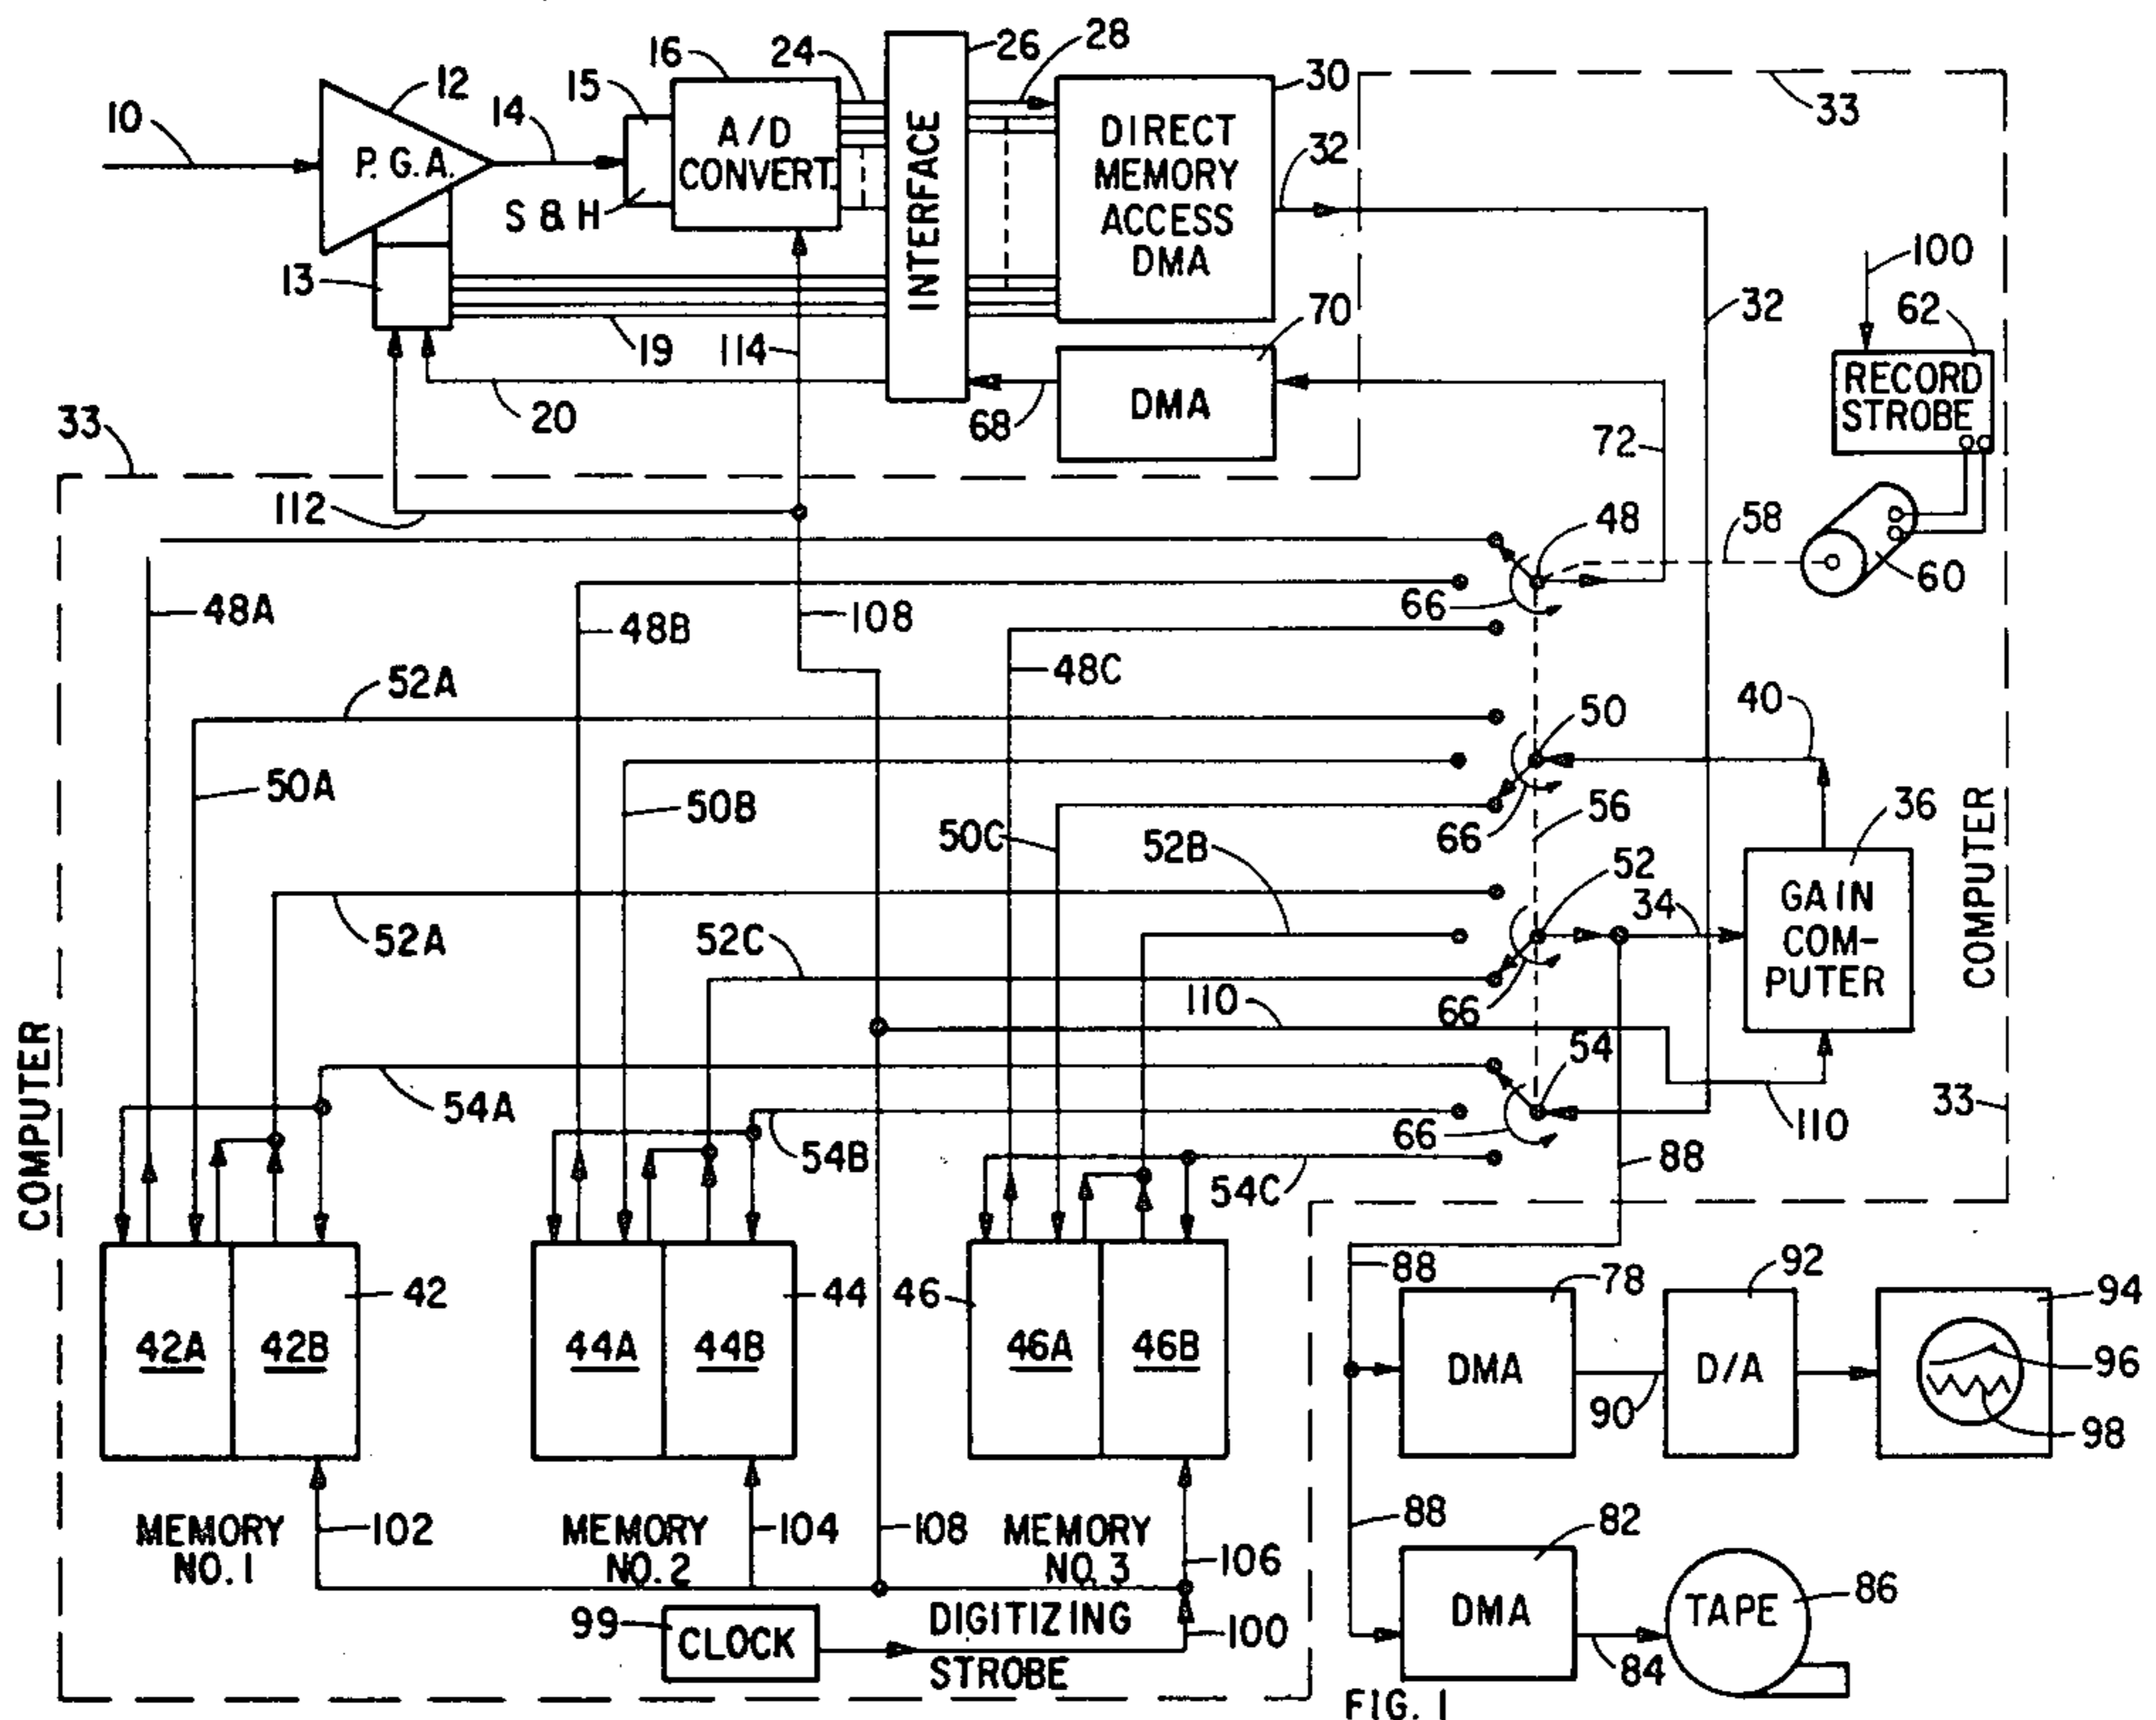 12
16
24
26
28
30
15
33
10
14
A/D
CONVERT
INTERFACE
DIRECT
MEMORY
ACCESS
DMA
P.G.A.
32
S & H
100
13
62
70
32
19
114
RECORD
STROBE
20
68
DMA
72
33
112
48
58
60
48A
48B
108
66
48C
52A
50
40
50A
50B
50C
66
56
36
COMPUTER
52B
52
34
GAIN
COM-
PUTER
52A
52C
66
110
54
54A
54B
66
110
33
COMPUTER
54C
88
88
78
92
94
42
44
46
42A
42B
44A
44B
46A
46B
DMA
D/A
96
90
98
MEMORY
NO. 1
102
MEMORY
NO. 2
104
108
MEMORY
NO. 3
106
88
82
86
99
CLOCK
DIGITIZING
STROBE
100
DMA
TAPE
84
FIG. 1